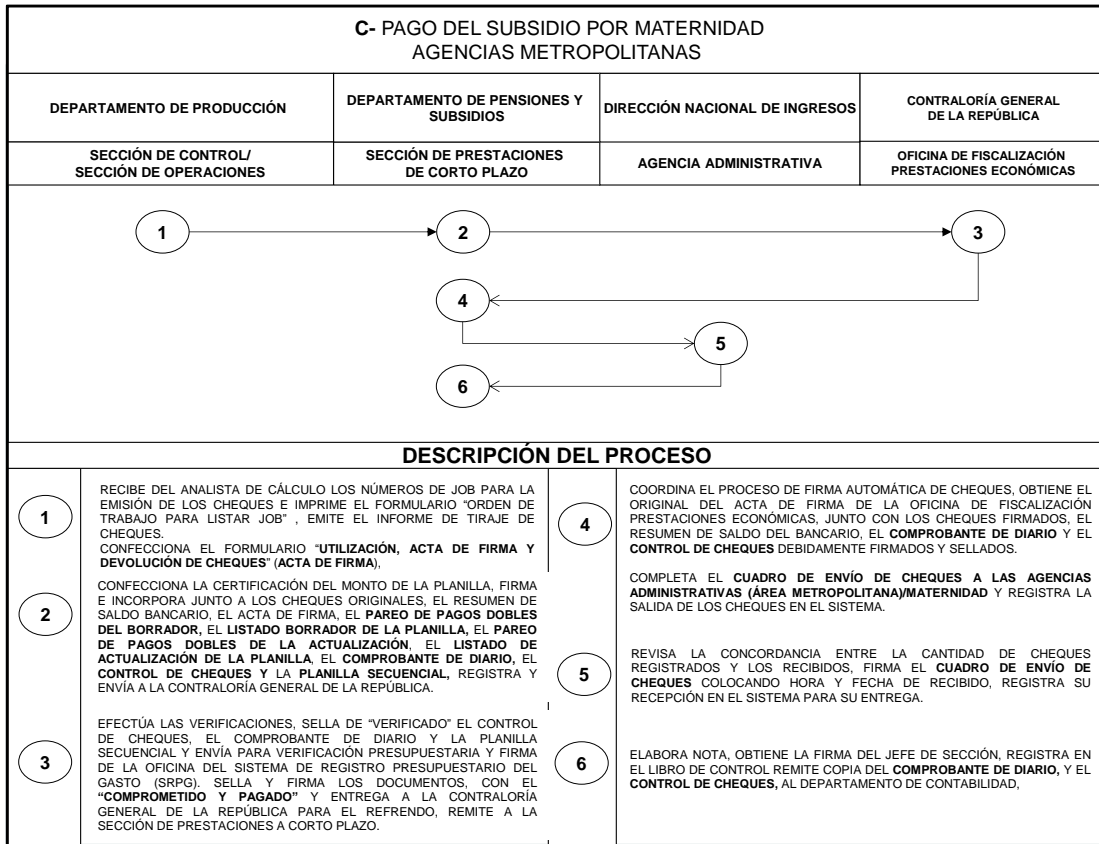 C- PAGO DEL SUBSIDIO POR MATERNIDAD
AGENCIAS METROPOLITANAS
DEPARTAMENTO DE PRODUCCIÓN
DEPARTAMENTO DE PENSIONES Y
SUBSIDIOS
DIRECCIÓN NACIONAL DE INGRESOS
CONTRALORÍA GENERAL
DE LA REPÚBLICA
SECCIÓN DE CONTROL/
SECCIÓN DE OPERACIONES
SECCIÓN DE PRESTACIONES
DE CORTO PLAZO
AGENCIA ADMINISTRATIVA
OFICINA DE FISCALIZACIÓN
PRESTACIONES ECONÓMICAS
1
2
3
4
5
6
DESCRIPCIÓN DEL PROCESO
1
RECIBE DEL ANALISTA DE CÁLCULO LOS NÚMEROS DE JOB PARA LA
EMISIÓN DE LOS CHEQUES E IMPRIME EL FORMULARIO “ORDEN DE
TRABAJO PARA LISTAR JOB” , EMITE EL INFORME DE TIRAJE DE
CHEQUES.
CONFECCIONA EL FORMULARIO “UTILIZACIÓN, ACTA DE FIRMA Y
DEVOLUCIÓN DE CHEQUES” (ACTA DE FIRMA),
2
CONFECCIONA LA CERTIFICACIÓN DEL MONTO DE LA PLANILLA, FIRMA
E INCORPORA JUNTO A LOS CHEQUES ORIGINALES, EL RESUMEN DE
SALDO BANCARIO, EL ACTA DE FIRMA, EL PAREO DE PAGOS DOBLES
DEL BORRADOR, EL LISTADO BORRADOR DE LA PLANILLA, EL PAREO
DE PAGOS DOBLES DE LA ACTUALIZACIÓN, EL LISTADO DE
ACTUALIZACIÓN DE LA PLANILLA, EL COMPROBANTE DE DIARIO, EL
CONTROL DE CHEQUES Y LA PLANILLA SECUENCIAL, REGISTRA Y
ENVÍA A LA CONTRALORÍA GENERAL DE LA REPÚBLICA.
3
EFECTÚA LAS VERIFICACIONES, SELLA DE “VERIFICADO” EL CONTROL
DE CHEQUES, EL COMPROBANTE DE DIARIO Y LA PLANILLA
SECUENCIAL Y ENVÍA PARA VERIFICACIÓN PRESUPUESTARIA Y FIRMA
DE LA OFICINA DEL SISTEMA DE REGISTRO PRESUPUESTARIO DEL
GASTO (SRPG). SELLA Y FIRMA LOS DOCUMENTOS, CON EL
“COMPROMETIDO Y PAGADO” Y ENTREGA A LA CONTRALORÍA
GENERAL DE LA REPÚBLICA PARA EL REFRENDO, REMITE A LA
SECCIÓN DE PRESTACIONES A CORTO PLAZO.
4
COORDINA EL PROCESO DE FIRMA AUTOMÁTICA DE CHEQUES, OBTIENE EL
ORIGINAL DEL ACTA DE FIRMA DE LA OFICINA DE FISCALIZACIÓN
PRESTACIONES ECONÓMICAS, JUNTO CON LOS CHEQUES FIRMADOS, EL
RESUMEN DE SALDO DEL BANCARIO, EL COMPROBANTE DE DIARIO Y EL
CONTROL DE CHEQUES DEBIDAMENTE FIRMADOS Y SELLADOS.
COMPLETA EL CUADRO DE ENVÍO DE CHEQUES A LAS AGENCIAS
ADMINISTRATIVAS (ÁREA METROPOLITANA)/MATERNIDAD Y REGISTRA LA
SALIDA DE LOS CHEQUES EN EL SISTEMA.
5
REVISA LA CONCORDANCIA ENTRE LA CANTIDAD DE CHEQUES
REGISTRADOS Y LOS RECIBIDOS, FIRMA EL CUADRO DE ENVÍO DE
CHEQUES COLOCANDO HORA Y FECHA DE RECIBIDO, REGISTRA SU
RECEPCIÓN EN EL SISTEMA PARA SU ENTREGA.
6
ELABORA NOTA, OBTIENE LA FIRMA DEL JEFE DE SECCIÓN, REGISTRA EN
EL LIBRO DE CONTROL REMITE COPIA DEL COMPROBANTE DE DIARIO, Y EL
CONTROL DE CHEQUES, AL DEPARTAMENTO DE CONTABILIDAD,